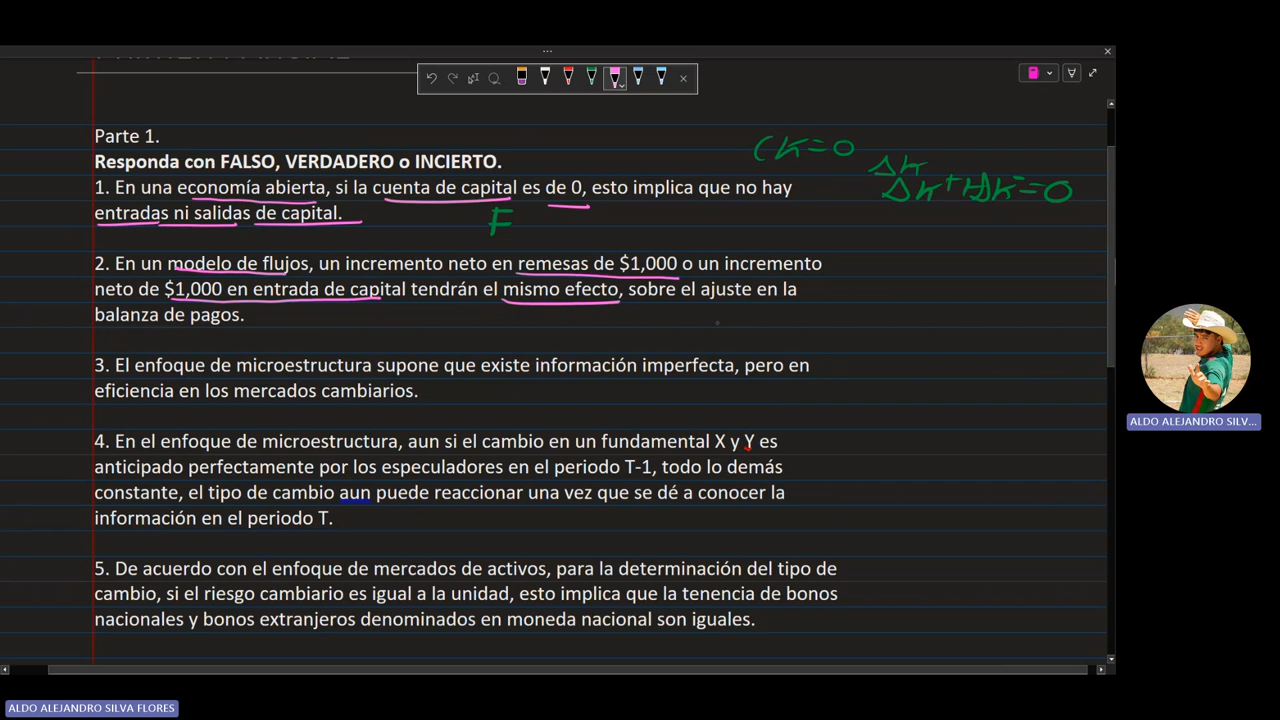 Parte 1.
Responda con FALSO, VERDADERO o INCIERTO.
CK=0
ΔK
1. En una economía abierta, si la cuenta de capital es de 0, esto implica que no hay
entradas ni salidas de capital.
F
2. En un modelo de flujos, un incremento neto en remesas de $1,000 o un incremento
neto de $1,000 en entrada de capital tendrán el mismo efecto, sobre el ajuste en la
balanza de pagos.
3. El enfoque de microestructura supone que existe información imperfecta, pero en
eficiencia en los mercados cambiarios.
4. En el enfoque de microestructura, aun si el cambio en un fundamental X y Y es
anticipado perfectamente por los especuladores en el periodo T-1, todo lo demás
constante, el tipo de cambio aun puede reaccionar una vez que se dé a conocer la
información en el periodo T.
5. De acuerdo con el enfoque de mercados de activos, para la determinación del tipo de
cambio, si el riesgo cambiario es igual a la unidad, esto implica que la tenencia de bonos
nacionales y bonos extranjeros denominados en moneda nacional son iguales.
ALDO ALEJANDRO SILV...
ALDO ALEJANDRO SILVA FLORES